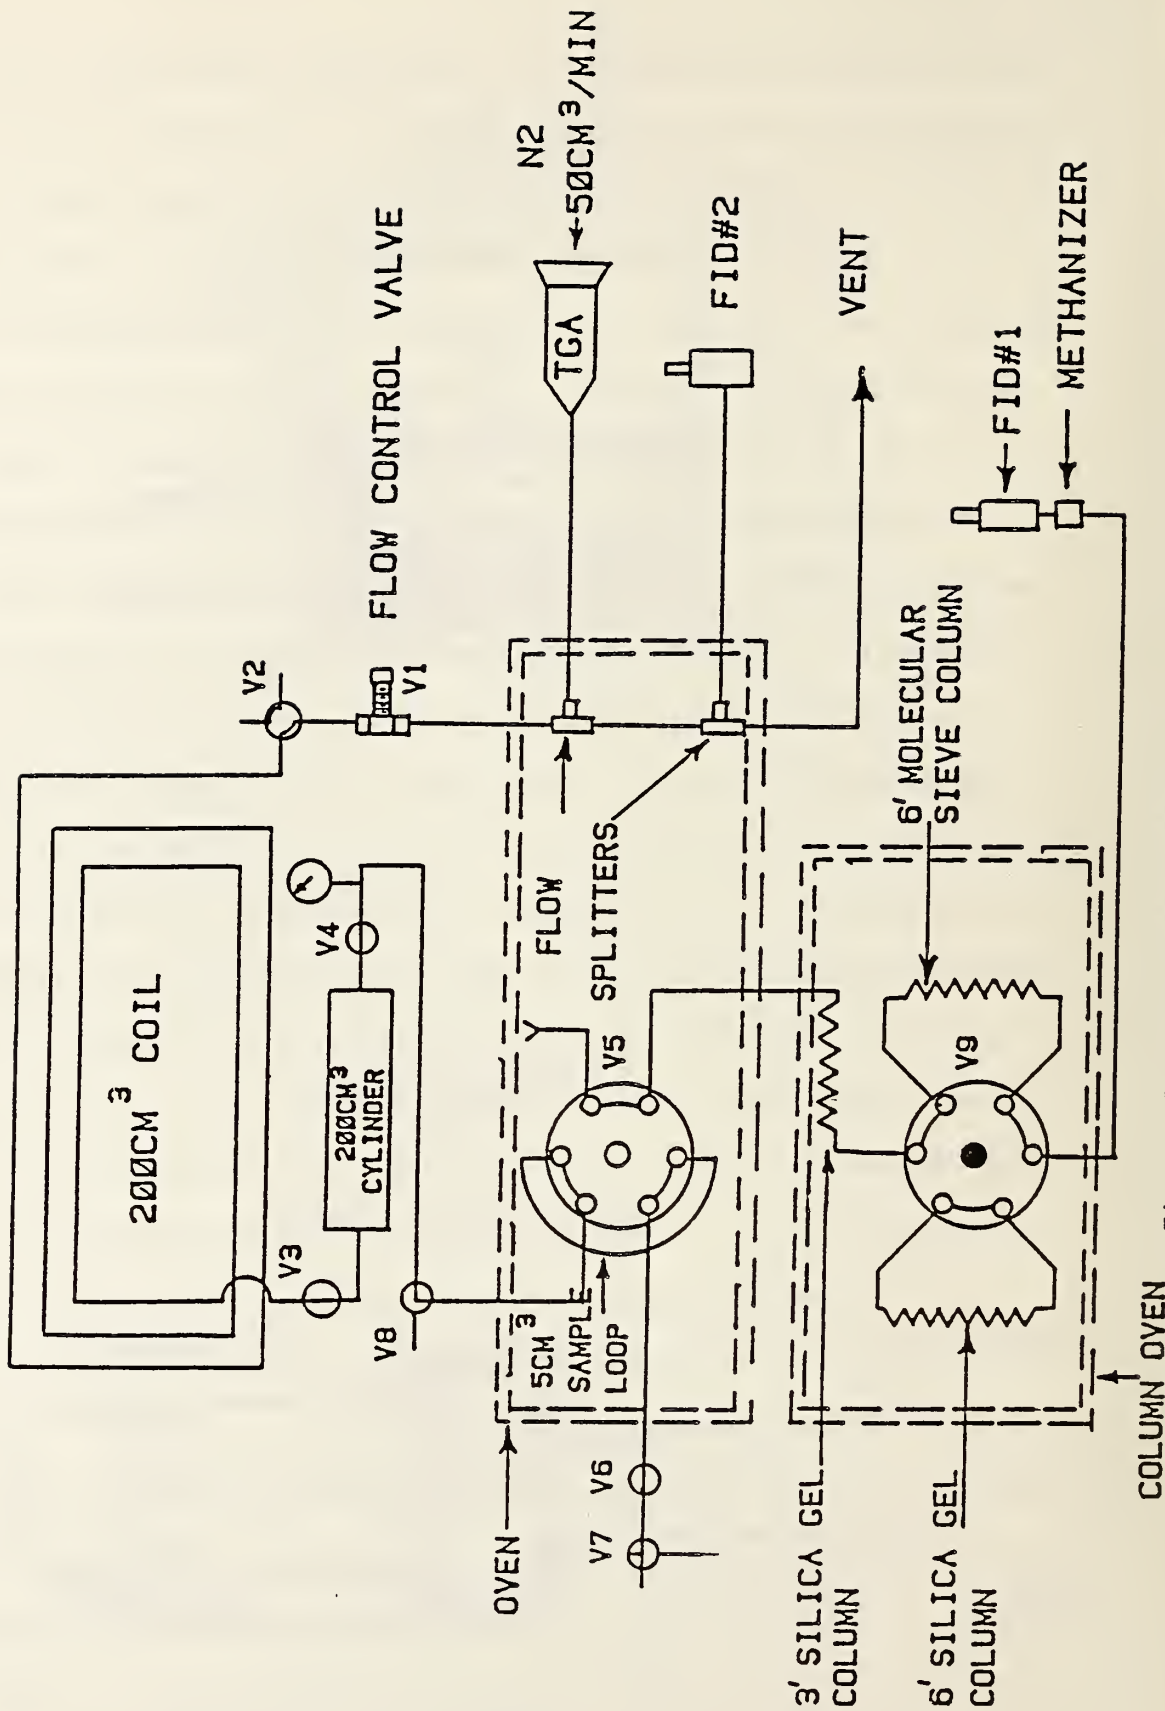 200CM³ COIL
V2
FLOW CONTROL VALVE
V1
N2
50CM³/MIN
TGA
FID#2
VENT
V3
200CM³
CYLINDER
V4
V8
OVEN
5CM³
SAMPL
LOOP
FLOW
SPLITTERS
V5
V6
V7
3' SILICA GEL
COLUMN
6' SILICA GEL
COLUMN
6' MOLECULAR
SIEVE COLUMN
V9
FID#1
METHANIZER
COLUMN OVEN